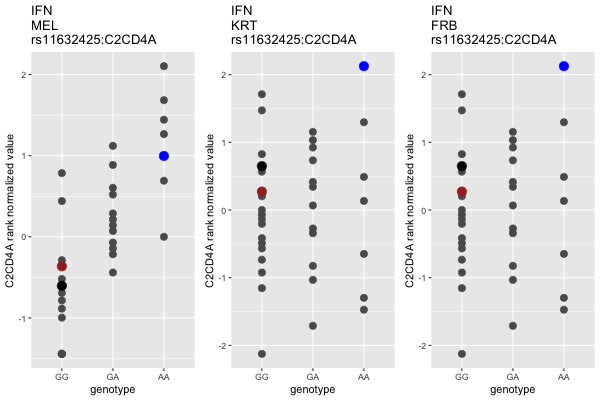 IFN
MEL
rs11632425:C2CD4A
C2CD4A rank normalized value
2
1
0
-1
GG GA AA
genotype
IFN
KRT
rs11632425:C2CD4A
C2CD4A rank normalized value
2
1
0
-1
-2
GG GA AA
genotype
IFN
FRB
rs11632425:C2CD4A
C2CD4A rank normalized value
2
1
0
-1
-2
GG GA AA
genotype